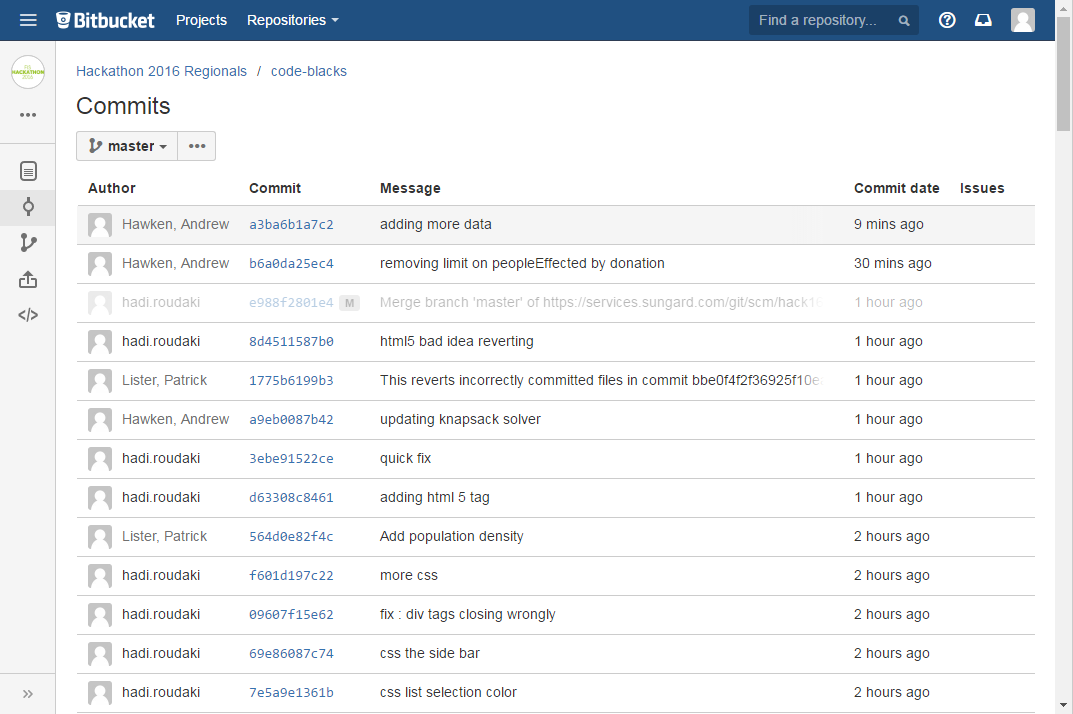 Bitbucket Projects Repositories Find a repository...
HACKATHON
Hackathon 2016 Regionals / code-blacks
Commits
master
Author Commit Message Commit date Issues
Hawken, Andrew a3ba6b1a7c2 adding more data 9 mins ago
Hawken, Andrew b6a0da25ec4 removing limit on peopleEffected by donation 30 mins ago
hadi.roudaki e988f2801e4 M Merge branch 'master' of https://services.sungard.com/git/scm/hack16 1 hour ago
hadi.roudaki 8d4511587b0 html5 bad idea reverting 1 hour ago
Lister, Patrick 1775b6199b3 This reverts incorrectly committed files in commit bbe0f4f2f36925f10e 1 hour ago
Hawken, Andrew a9eb0087b42 updating knapsack solver 1 hour ago
hadi.roudaki 3ebe91522ce quick fix 1 hour ago
hadi.roudaki d63308c8461 adding html 5 tag 1 hour ago
Lister, Patrick 564d0e82f4c Add population density 2 hours ago
hadi.roudaki f601d197c22 more css 2 hours ago
hadi.roudaki 09607f15e62 fix : div tags closing wrongly 2 hours ago
hadi.roudaki 69e86087c74 css the side bar 2 hours ago
hadi.roudaki 7e5a9e1361b css list selection color 2 hours ago